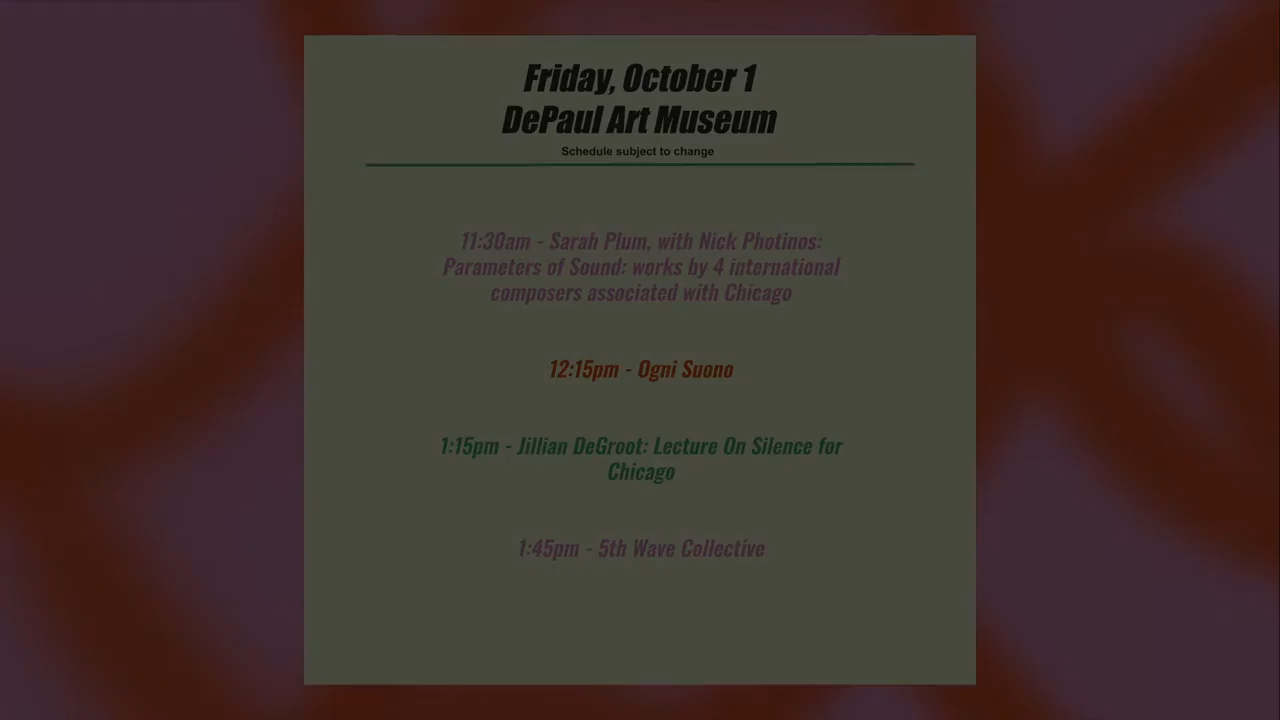 Friday, October 1
DePaul Art Museum
Schedule subject to change
11:30am - Sarah Plum, with Nick Photinos:
Parameters of Sound: works by 4 international
composers associated with Chicago
12:15pm - Ogni Suono
1:15pm - Jillian DeGroot: Lecture On Silence for
Chicago
1:45pm - 5th Wave Collective